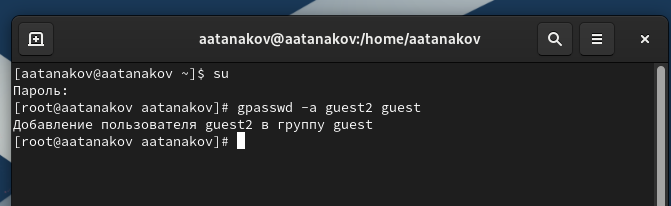 aatanakov@aatanakov:/home/aatanakov
[aatanakov@aatanakov ~]$ su
Пароль:
[root@aatanakov aatanakov]# gpasswd -a guest2 guest
Добавление пользователя guest2 в группу guest
[root@aatanakov aatanakov]#